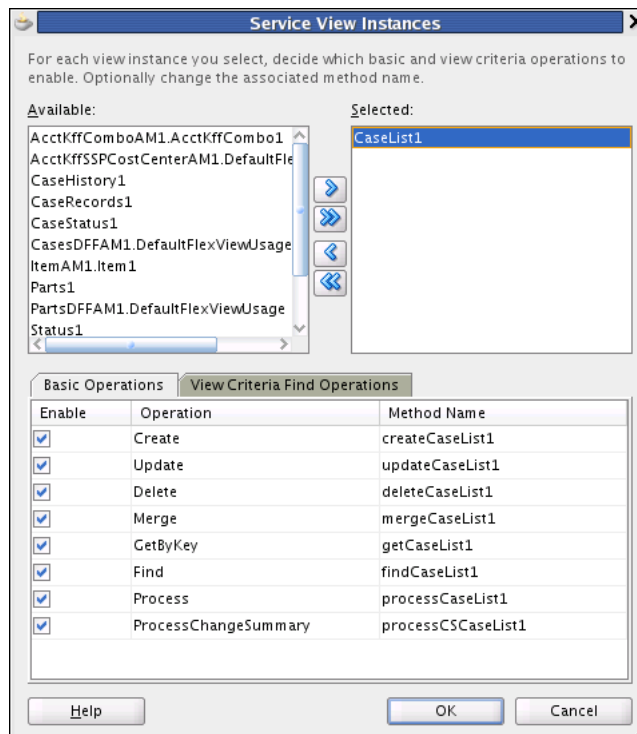 Service View Instances
For each view instance you select, decide which basic and view criteria operations to
enable. Optionally change the associated method name.
Available:
AcctKffComboAM1.AcctKffCombo1
AcctKffSSPCostCenterAM1.DefaultFle
CaseHistory1
CaseRecords1
CaseStatus1
CasesDFFAM1.DefaultFlexViewUsage
ItemAM1.Item1
Parts1
PartsDFFAM1.DefaultFlexViewUsage
Status1
Selected:
CaseList1
Basic Operations View Criteria Find Operations
Enable Operation Method Name
Create createCaseList1
Update updateCaseList1
Delete deleteCaseList1
Merge mergeCaseList1
GetByKey getCaseList1
Find findCaseList1
Process processCaseList1
ProcessChangeSummary processCSCaseList1
Help OK Cancel